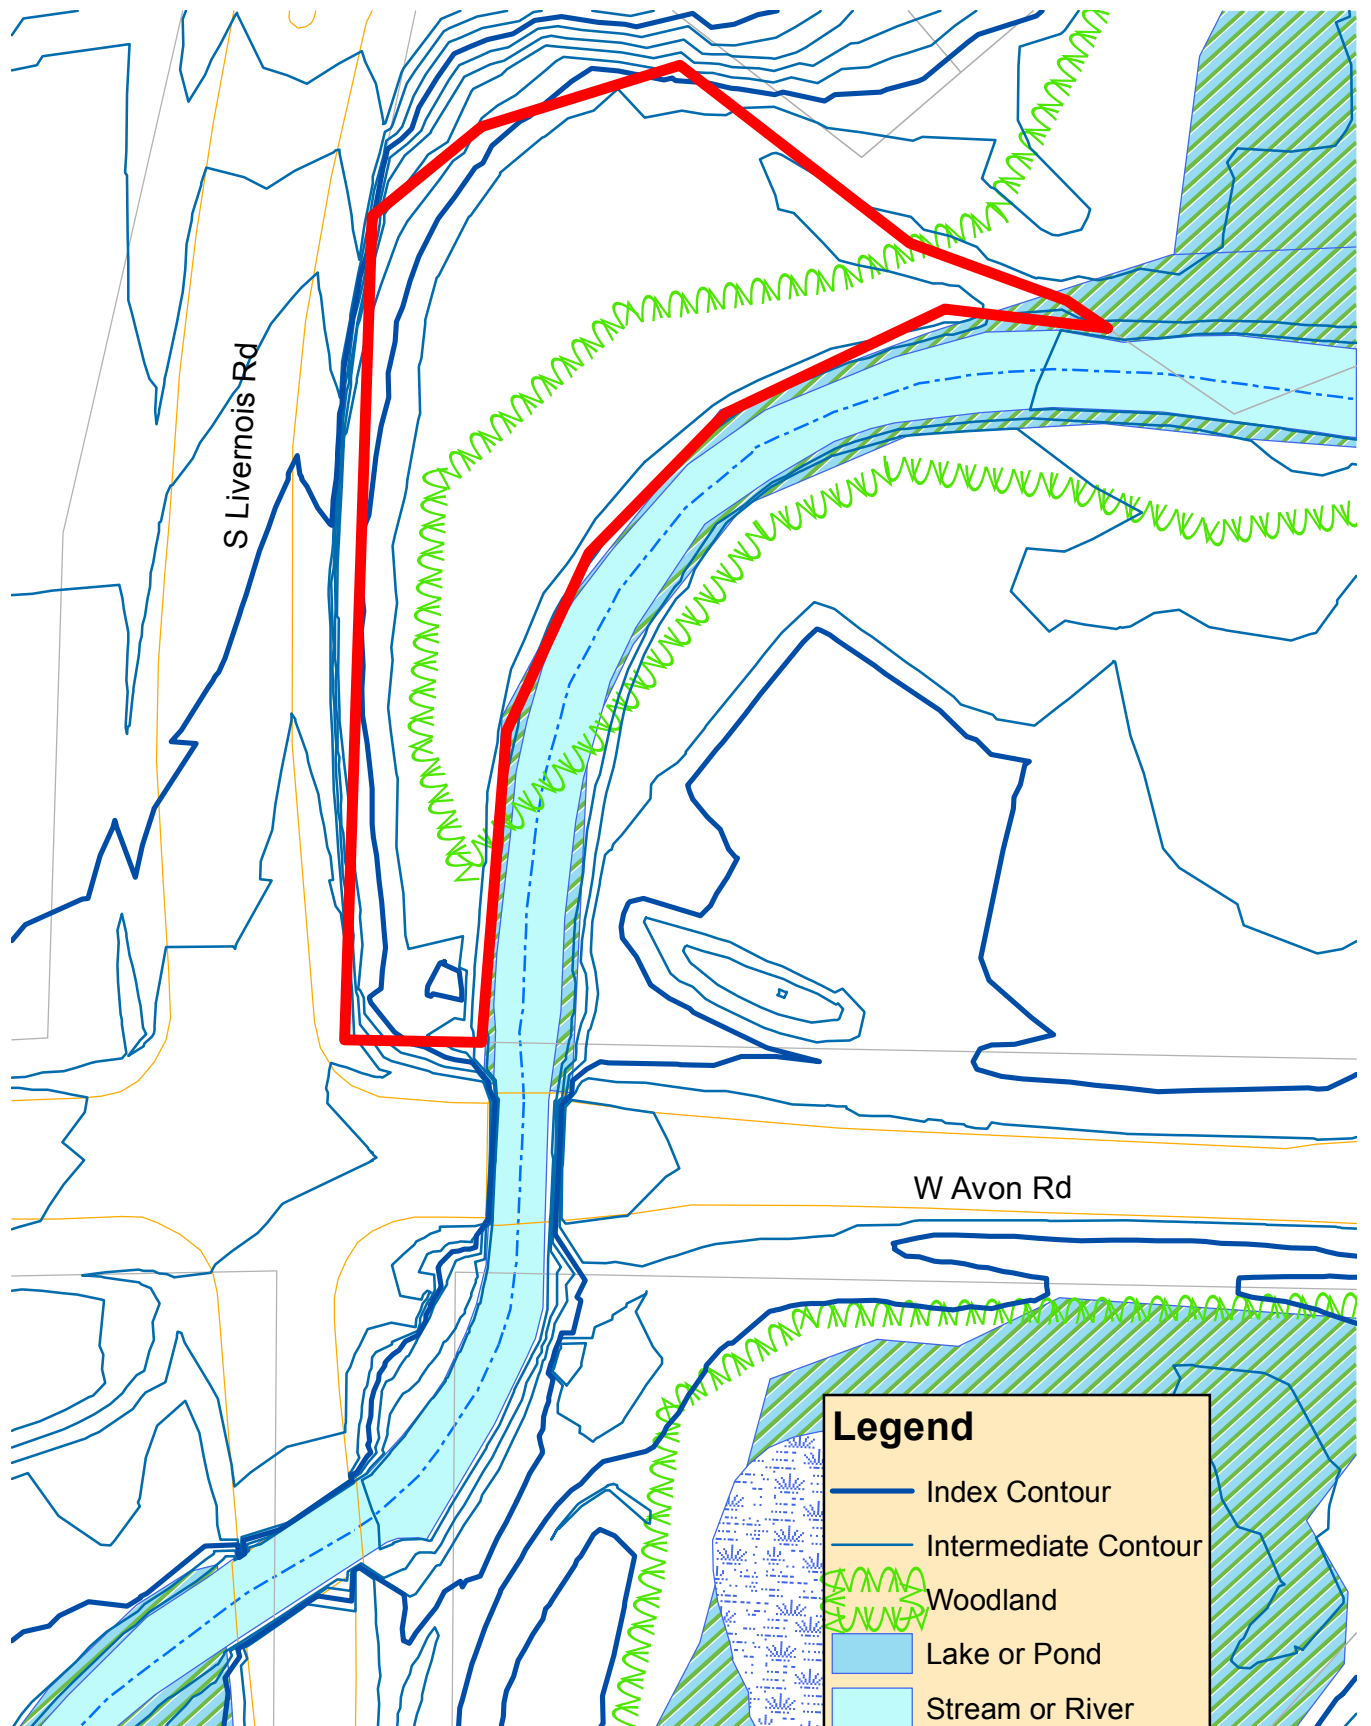 S Livernois Rd
W Avon Rd
Legend
Index Contour
Intermediate Contour
Woodland
Lake or Pond
Stream or River